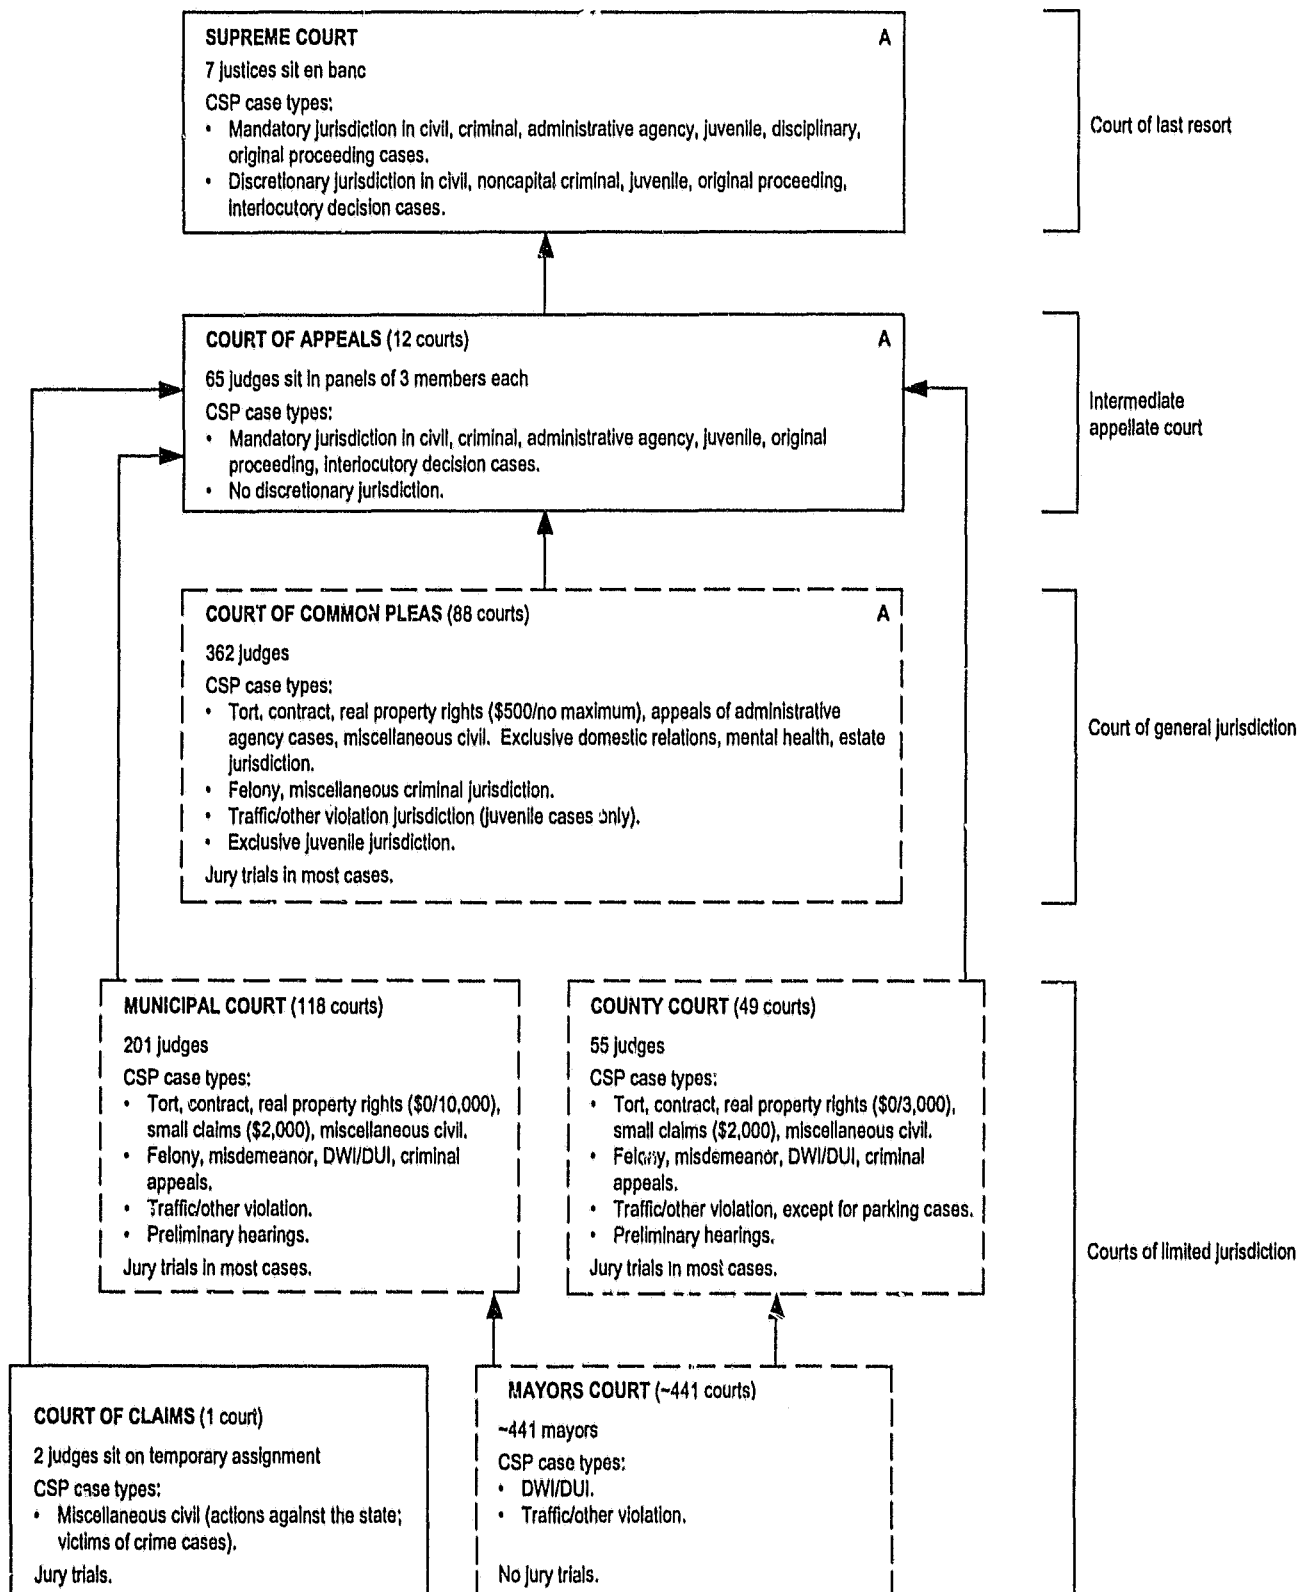 SUPREME COURT A
7 justices sit en banc
CSP case types:
• Mandatory jurisdiction in civil, criminal, administrative agency, juvenile, disciplinary,
original proceeding cases.
• Discretionary jurisdiction in civil, noncapital criminal, juvenile, original proceeding,
interlocutory decision cases.
Court of last resort
COURT OF APPEALS (12 courts) A
65 judges sit in panels of 3 members each
CSP case types:
• Mandatory jurisdiction in civil, criminal, administrative agency, juvenile, original
proceeding, interlocutory decision cases.
• No discretionary jurisdiction.
Intermediate
appellate court
COURT OF COMMON PLEAS (88 courts) A
362 judges
CSP case types:
• Tort, contract, real property rights ($500/no maximum), appeals of administrative
agency cases, miscellaneous civil. Exclusive domestic relations, mental health, estate
jurisdiction.
• Felony, miscellaneous criminal jurisdiction.
• Traffic/other violation jurisdiction (juvenile cases only).
• Exclusive juvenile jurisdiction.
Jury trials in most cases.
Court of general jurisdiction
MUNICIPAL COURT (118 courts)
201 judges
CSP case types:
• Tort, contract, real property rights ($0/10,000),
small claims ($2,000), miscellaneous civil.
• Felony, misdemeanor, DWI/DUI, criminal
appeals.
• Traffic/other violation.
• Preliminary hearings.
Jury trials in most cases.
COUNTY COURT (49 courts)
55 judges
CSP case types:
• Tort, contract, real property rights ($0/3,000),
small claims ($2,000), miscellaneous civil.
• Felony, misdemeanor, DWI/DUI, criminal
appeals.
• Traffic/other violation, except for parking cases.
• Preliminary hearings.
Jury trials in most cases.
Courts of limited jurisdiction
COURT OF CLAIMS (1 court)
2 judges sit on temporary assignment
CSP case types:
• Miscellaneous civil (actions against the state;
victims of crime cases).
Jury trials.
MAYORS COURT (~441 courts)
~441 mayors
CSP case types:
• DWI/DUI.
• Traffic/other violation.
No jury trials.